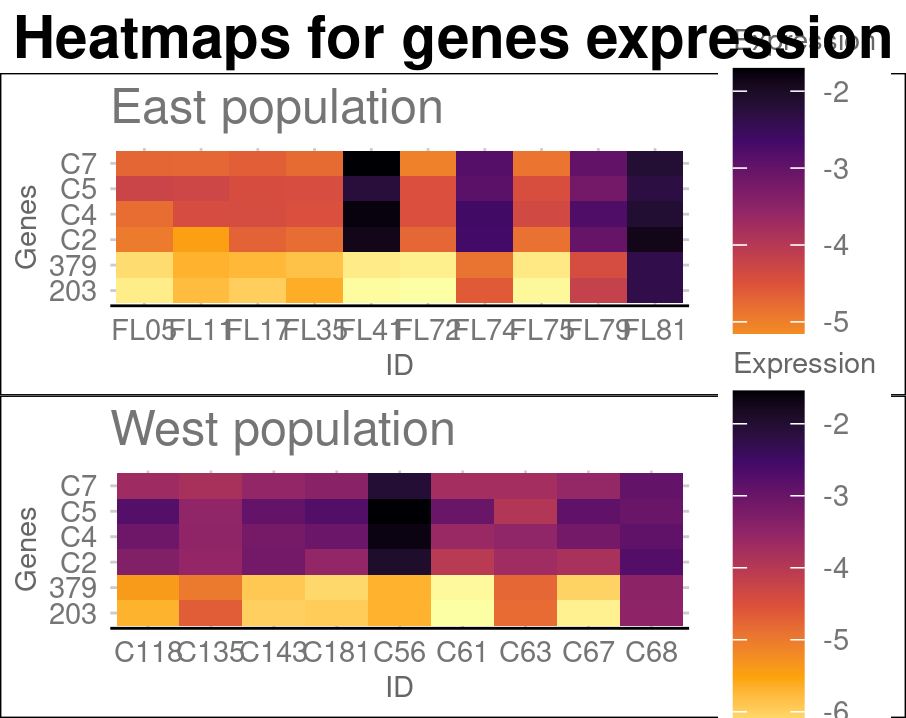 Heatmaps for genes expression
Expression
East population
Genes
C7
C5
C4
C2
379
203
FL05 FL11 FL17 FL35 FL41 FL72 FL74 FL75 FL79 FL81
ID
-2
-3
-4
-5
Expression
West population
Genes
C7
C5
C4
C2
379
203
C118 C135 C143 C181 C56 C61 C63 C67 C68
ID
-2
-3
-4
-5
-6